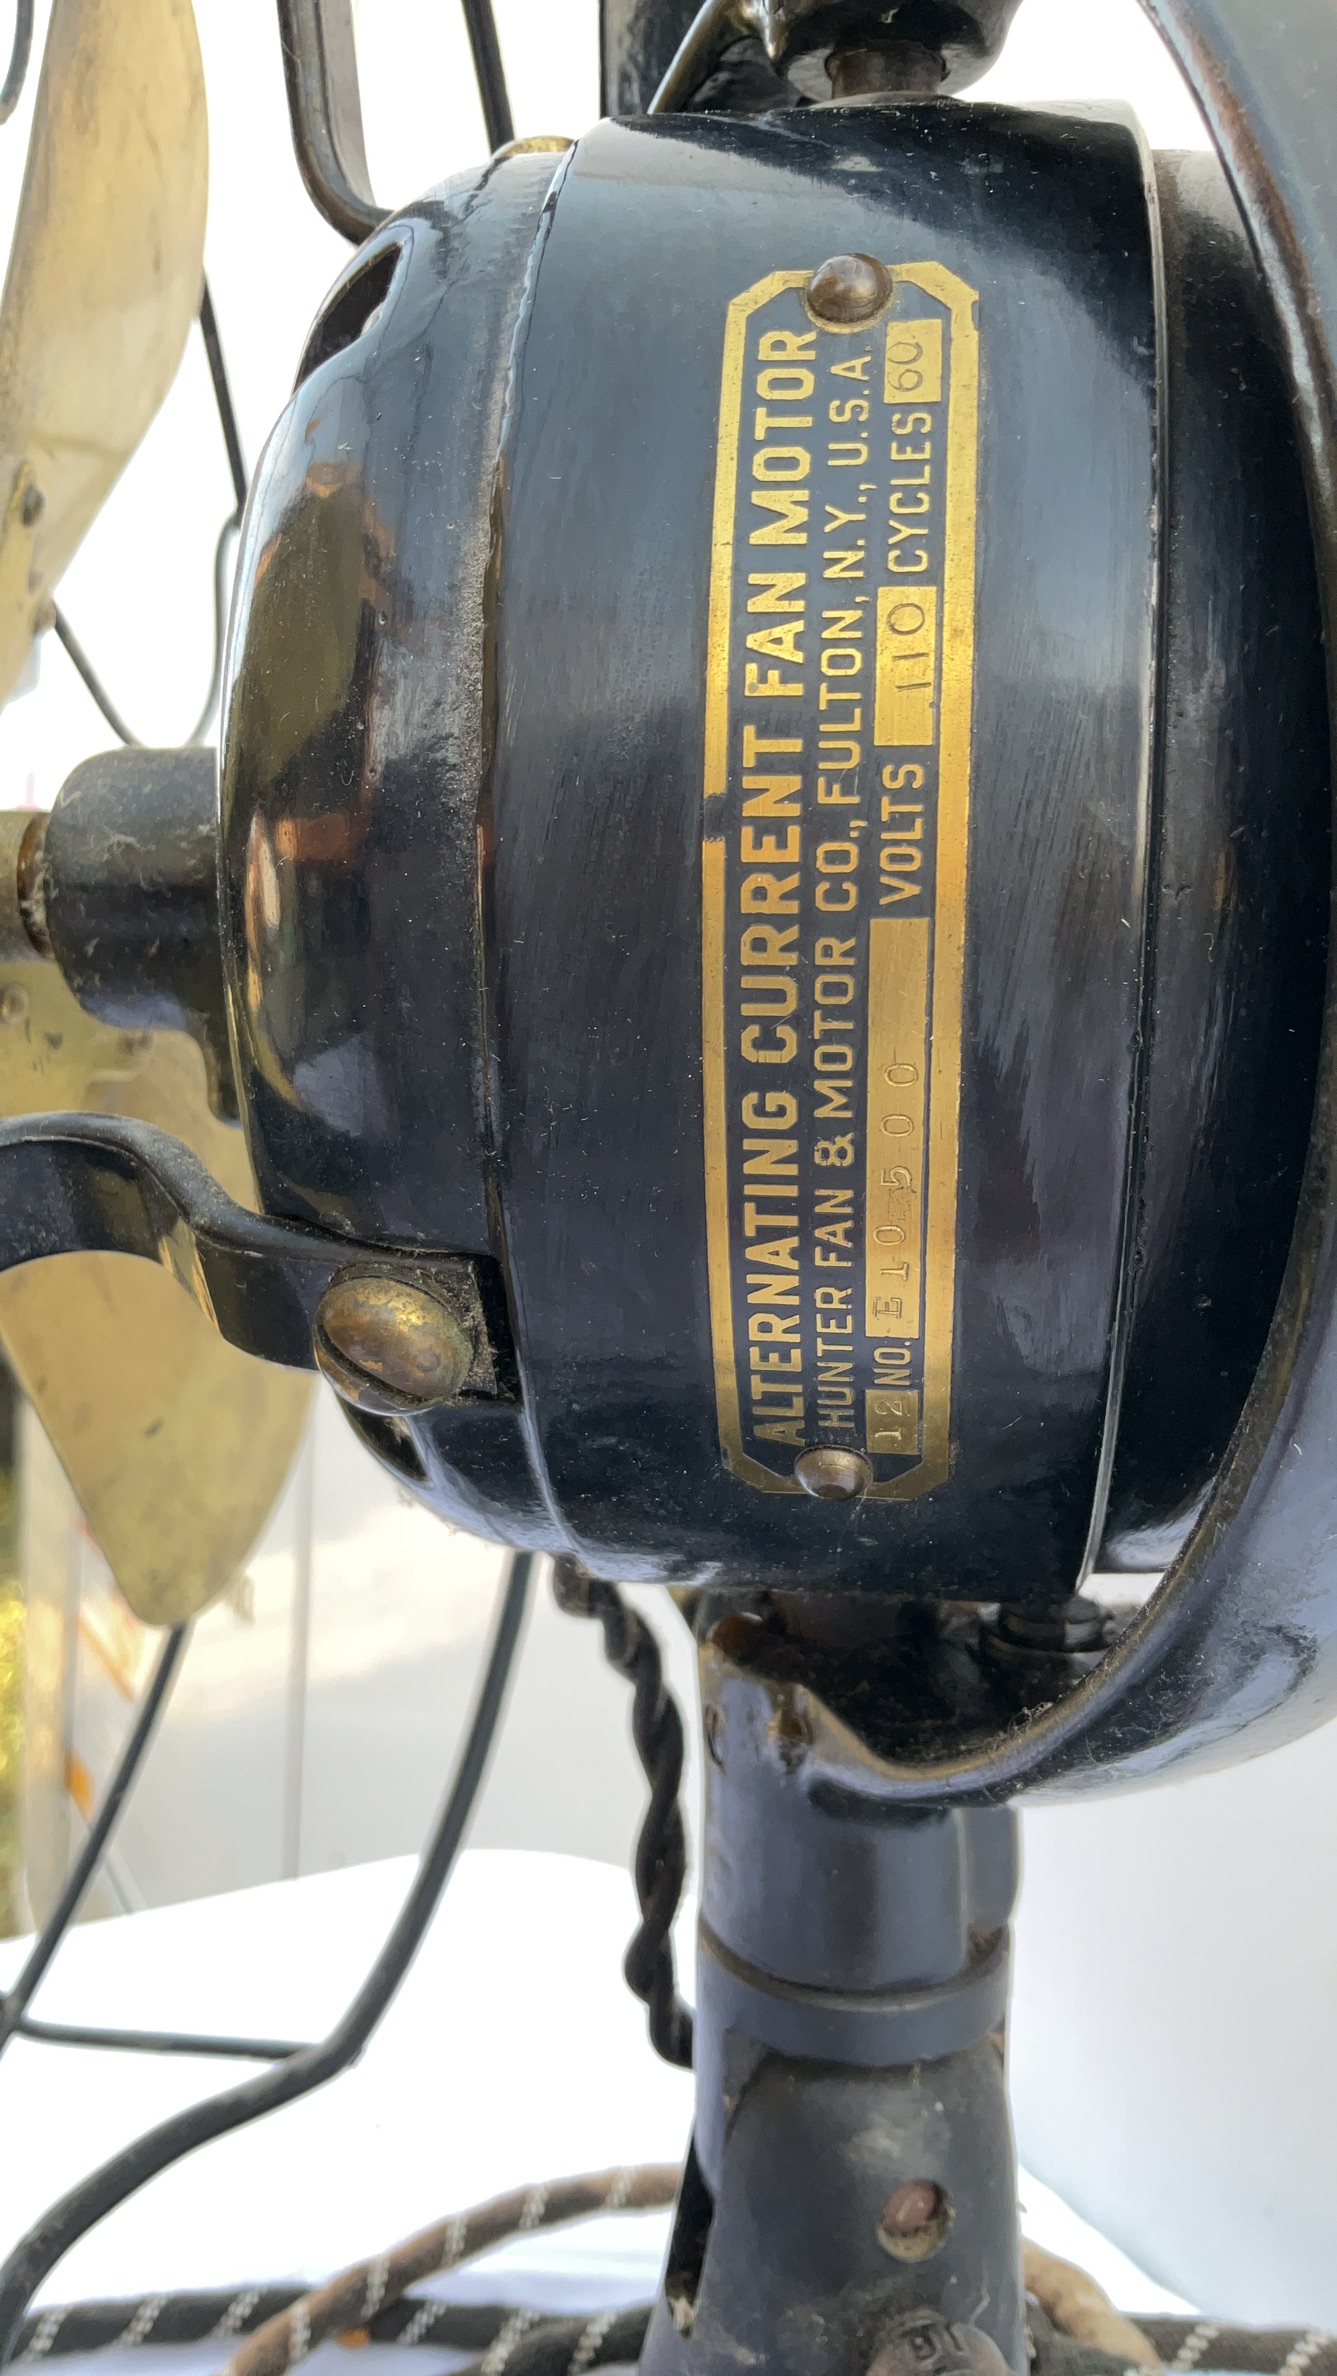 ALTERNATING CURRENT FAN MOTOR
HUNTER FAN & MOTOR CO., FULTON, N.Y., U.S.A.
12 NO. E10500 VOLTS 110 CYCLES 60